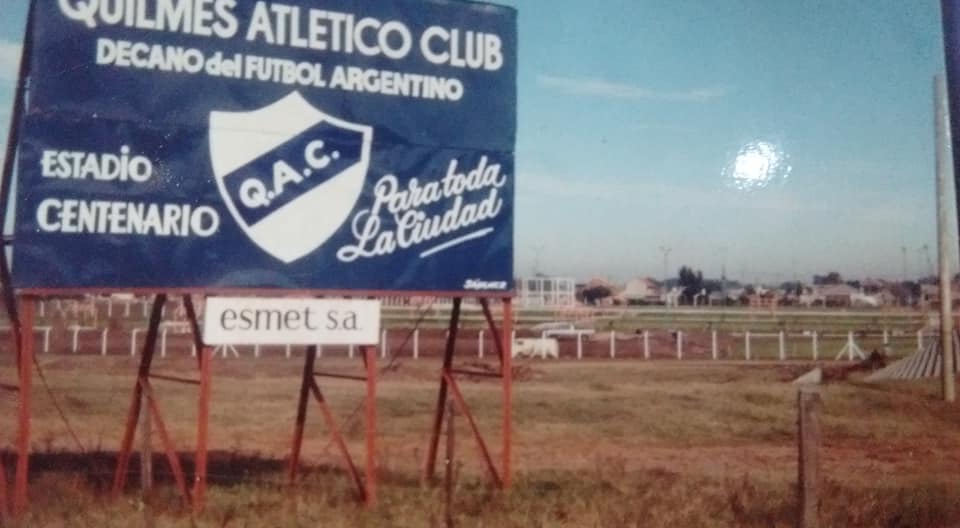 QUILMES ATLETICO CLUB
DECANO del FUTBOL ARGENTINO
ESTADIO
CENTENARIO
Q.A.C.
Para toda
La Ciudad
esmet s.a.